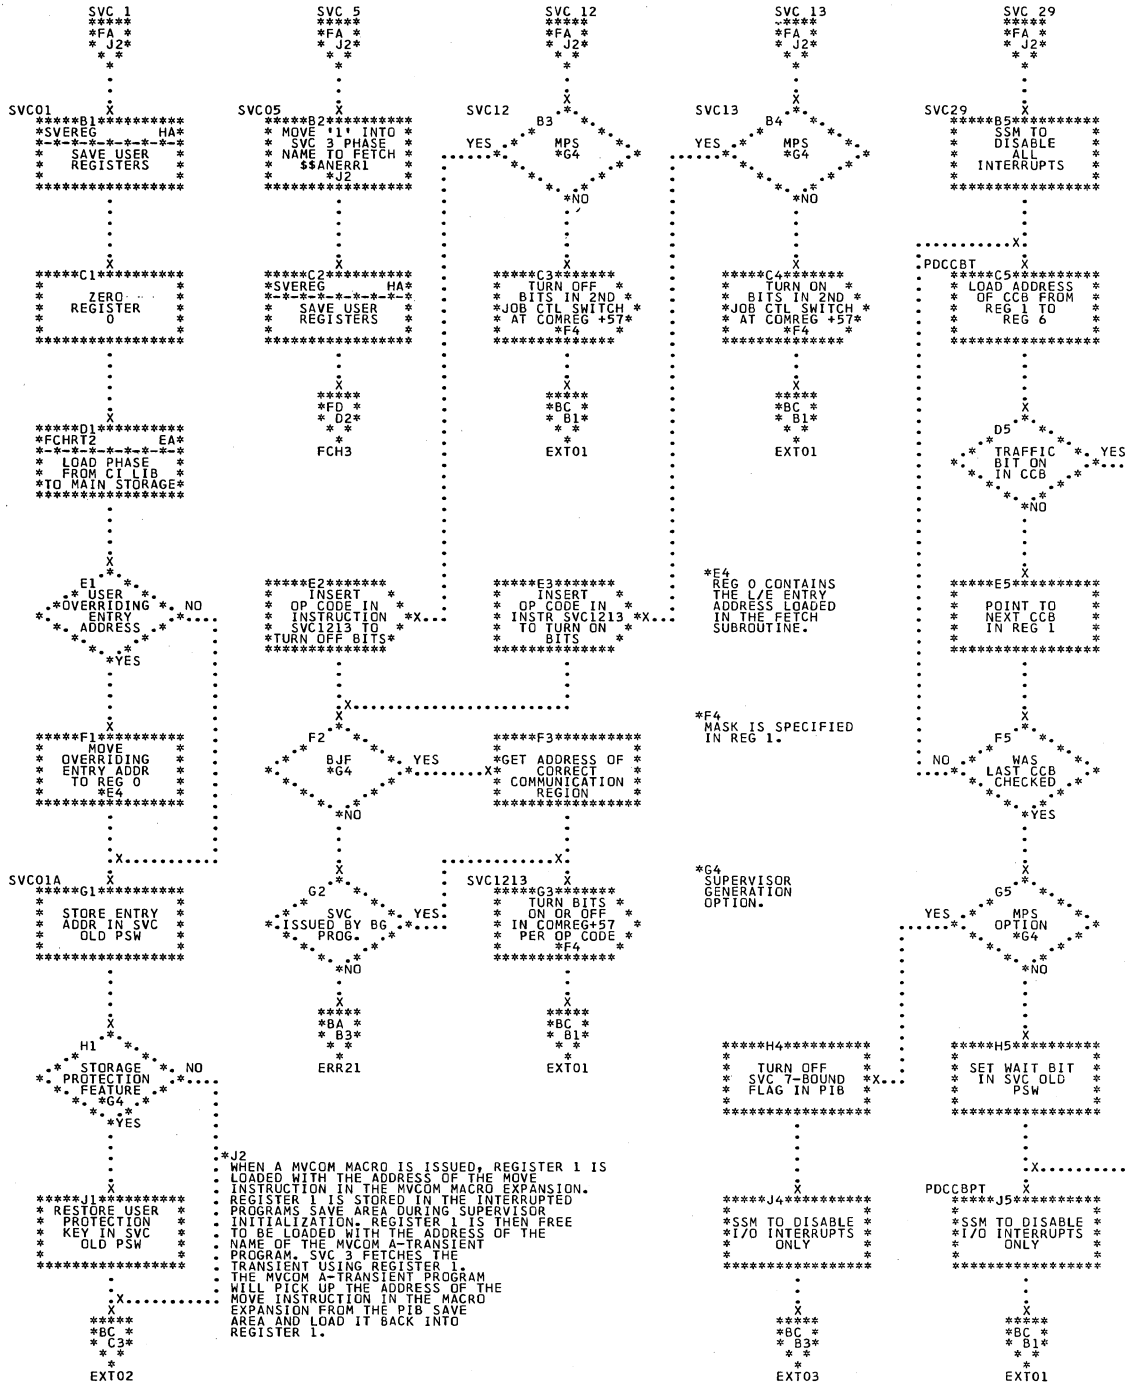 SVC 1
*FA
* J2*
SVC01
*****B1**********
*SVEREG HA*
SAVE USER
REGISTERS
*****C1**********
ZERO
REGISTER
0
*****D1**********
*FCHRT2 EA*
LOAD PHASE
FROM CI LIB
*TO MAIN STORAGE*
E1
USER
*OVERRIDING
ENTRY
ADDRESS
NO
*YES
*****F1**********
MOVE
OVERRIDING
ENTRY ADDR
TO REG 0
*E4
SVC01A
*****G1**********
STORE ENTRY
ADDR IN SVC
OLD PSW
H1
STORAGE
PROTECTION
FEATURE
*G4
NO
*YES
*****J1**********
RESTORE USER
PROTECTION
KEY IN SVC
OLD PSW
*BC
* C3*
EXT02
SVC 5
*FA
* J2*
SVC05
*****B2**********
MOVE '1' INTO
SVC 3 PHASE
NAME TO FETCH
$$ANERR1
*J2
*****C2**********
*SVEREG HA*
SAVE USER
REGISTERS
*FD
* D2*
FCH3
*****E2*******
INSERT
OP CODE IN
INSTRUCTION
SVC1213 TO
*TURN OFF BITS*
F2
BJF
*G4
YES
*NO
G2
SVC
ISSUED BY BG
PROG.
YES
*NO
*BA
* B3*
ERR21
SVC 12
*FA
* J2*
SVC12
B3
MPS
*G4
YES
*NO
*****C3*******
TURN OFF
BITS IN 2ND
*JOB CTL SWITCH
AT COMREG +57*
*F4
*BC
* B1*
EXT01
*****E3*******
INSERT
OP CODE IN
INSTR SVC1213
TO TURN ON
BITS
*****F3**********
*GET ADDRESS OF
CORRECT
COMMUNICATION
REGION
SVC1213
*****G3*******
TURN BITS
ON OR OFF
IN COMREG+57
PER OP CODE
*F4
*BC
* B1*
EXT01
SVC 13
*FA
* J2*
SVC13
B4
MPS
*G4
YES
*NO
*****C4*******
TURN ON
BITS IN 2ND
*JOB CTL SWITCH
AT COMREG +57*
*F4
*BC
* B1*
EXT01
*E4
REG 0 CONTAINS
THE L/E ENTRY
ADDRESS LOADED
IN THE FETCH
SUBROUTINE.
*F4
MASK IS SPECIFIED
IN REG 1.
*G4
SUPERVISOR
GENERATION
OPTION.
*****H4**********
TURN OFF
SVC 7-BOUND
FLAG IN PIB
*****J4**********
*SSM TO DISABLE
*I/O INTERRUPTS
ONLY
*BC
* B3*
EXT03
SVC 29
*FA
* J2*
SVC29
*****B5**********
SSM TO
DISABLE
ALL
INTERRUPTS
PDCCBT
*****C5**********
LOAD ADDRESS
OF CCB FROM
REG 1 TO
REG 6
D5
TRAFFIC
BIT ON
IN CCB
YES
*NO
*****E5**********
POINT TO
NEXT CCB
IN REG 1
F5
WAS
LAST CCB
CHECKED
NO
*YES
G5
MPS
OPTION
*G4
YES
*NO
*****H5**********
SET WAIT BIT
IN SVC OLD
PSW
PDCCBPT
*****J5**********
*SSM TO DISABLE
*I/O INTERRUPTS
ONLY
*BC
* B1*
EXT01
*J2
WHEN A MVCOM MACRO IS ISSUED, REGISTER 1 IS
LOADED WITH THE ADDRESS OF THE MOVE
INSTRUCTION IN THE MVCOM MACRO EXPANSION.
REGISTER 1 IS STORED IN THE INTERRUPTED
PROGRAMS SAVE AREA DURING SUPERVISOR
INITIALIZATION. REGISTER 1 IS THEN FREE
TO BE LOADED WITH THE ADDRESS OF THE
NAME OF THE MVCOM A-TRANSIENT
PROGRAM. SVC 3 FETCHES THE
TRANSIENT USING REGISTER 1.
THE MVCOM A-TRANSIENT PROGRAM
WILL PICK UP THE ADDRESS OF THE
MOVE INSTRUCTION IN THE MACRO
EXPANSION FROM THE PIB SAVE
AREA AND LOAD IT BACK INTO
REGISTER 1.